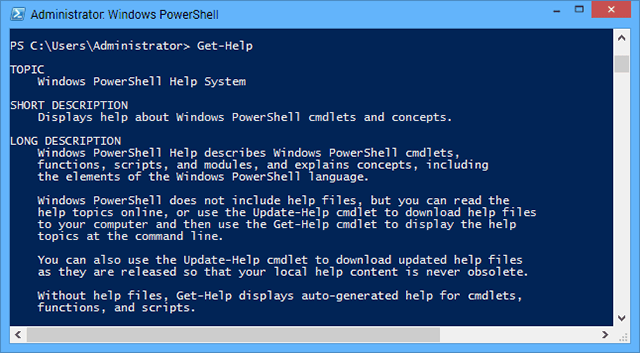 Administrator: Windows PowerShell
PS C:\Users\Administrator> Get-Help
TOPIC
Windows PowerShell Help System
SHORT DESCRIPTION
Displays help about Windows PowerShell cmdlets and concepts.
LONG DESCRIPTION
Windows PowerShell Help describes Windows PowerShell cmdlets,
functions, scripts, and modules, and explains concepts, including
the elements of the Windows PowerShell language.
Windows PowerShell does not include help files, but you can read the
help topics online, or use the Update-Help cmdlet to download help files
to your computer and then use the Get-Help cmdlet to display the help
topics at the command line.
You can also use the Update-Help cmdlet to download updated help files
as they are released so that your local help content is never obsolete.
Without help files, Get-Help displays auto-generated help for cmdlets,
functions, and scripts.